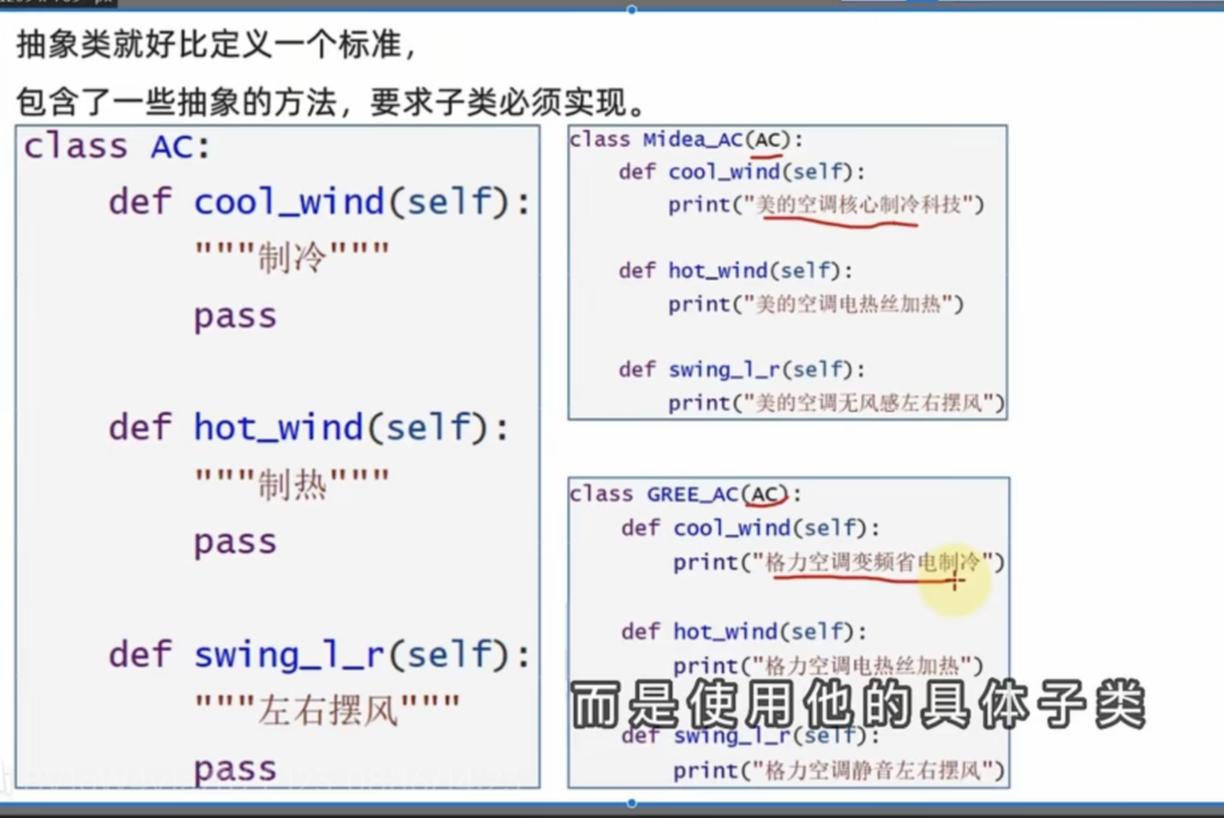 抽象类就好比定义一个标准，
包含了一些抽象的方法，要求子类必须实现。
class AC:
    def cool_wind(self):
        """制冷"""
        pass
    def hot_wind(self):
        """制热"""
        pass
    def swing_l_r(self):
        """左右摆风"""
        pass
class Midea_AC(AC):
    def cool_wind(self):
        print("美的空调核心制冷科技")
    def hot_wind(self):
        print("美的空调电热丝加热")
    def swing_l_r(self):
        print("美的空调无风感左右摆风")
class GREE_AC(AC):
    def cool_wind(self):
        print("格力空调变频省电制冷")
    def hot_wind(self):
        print("格力空调电热丝加热")
而是使用他的具体子类
    def swing_l_r(self):
        print("格力空调静音左右摆风")